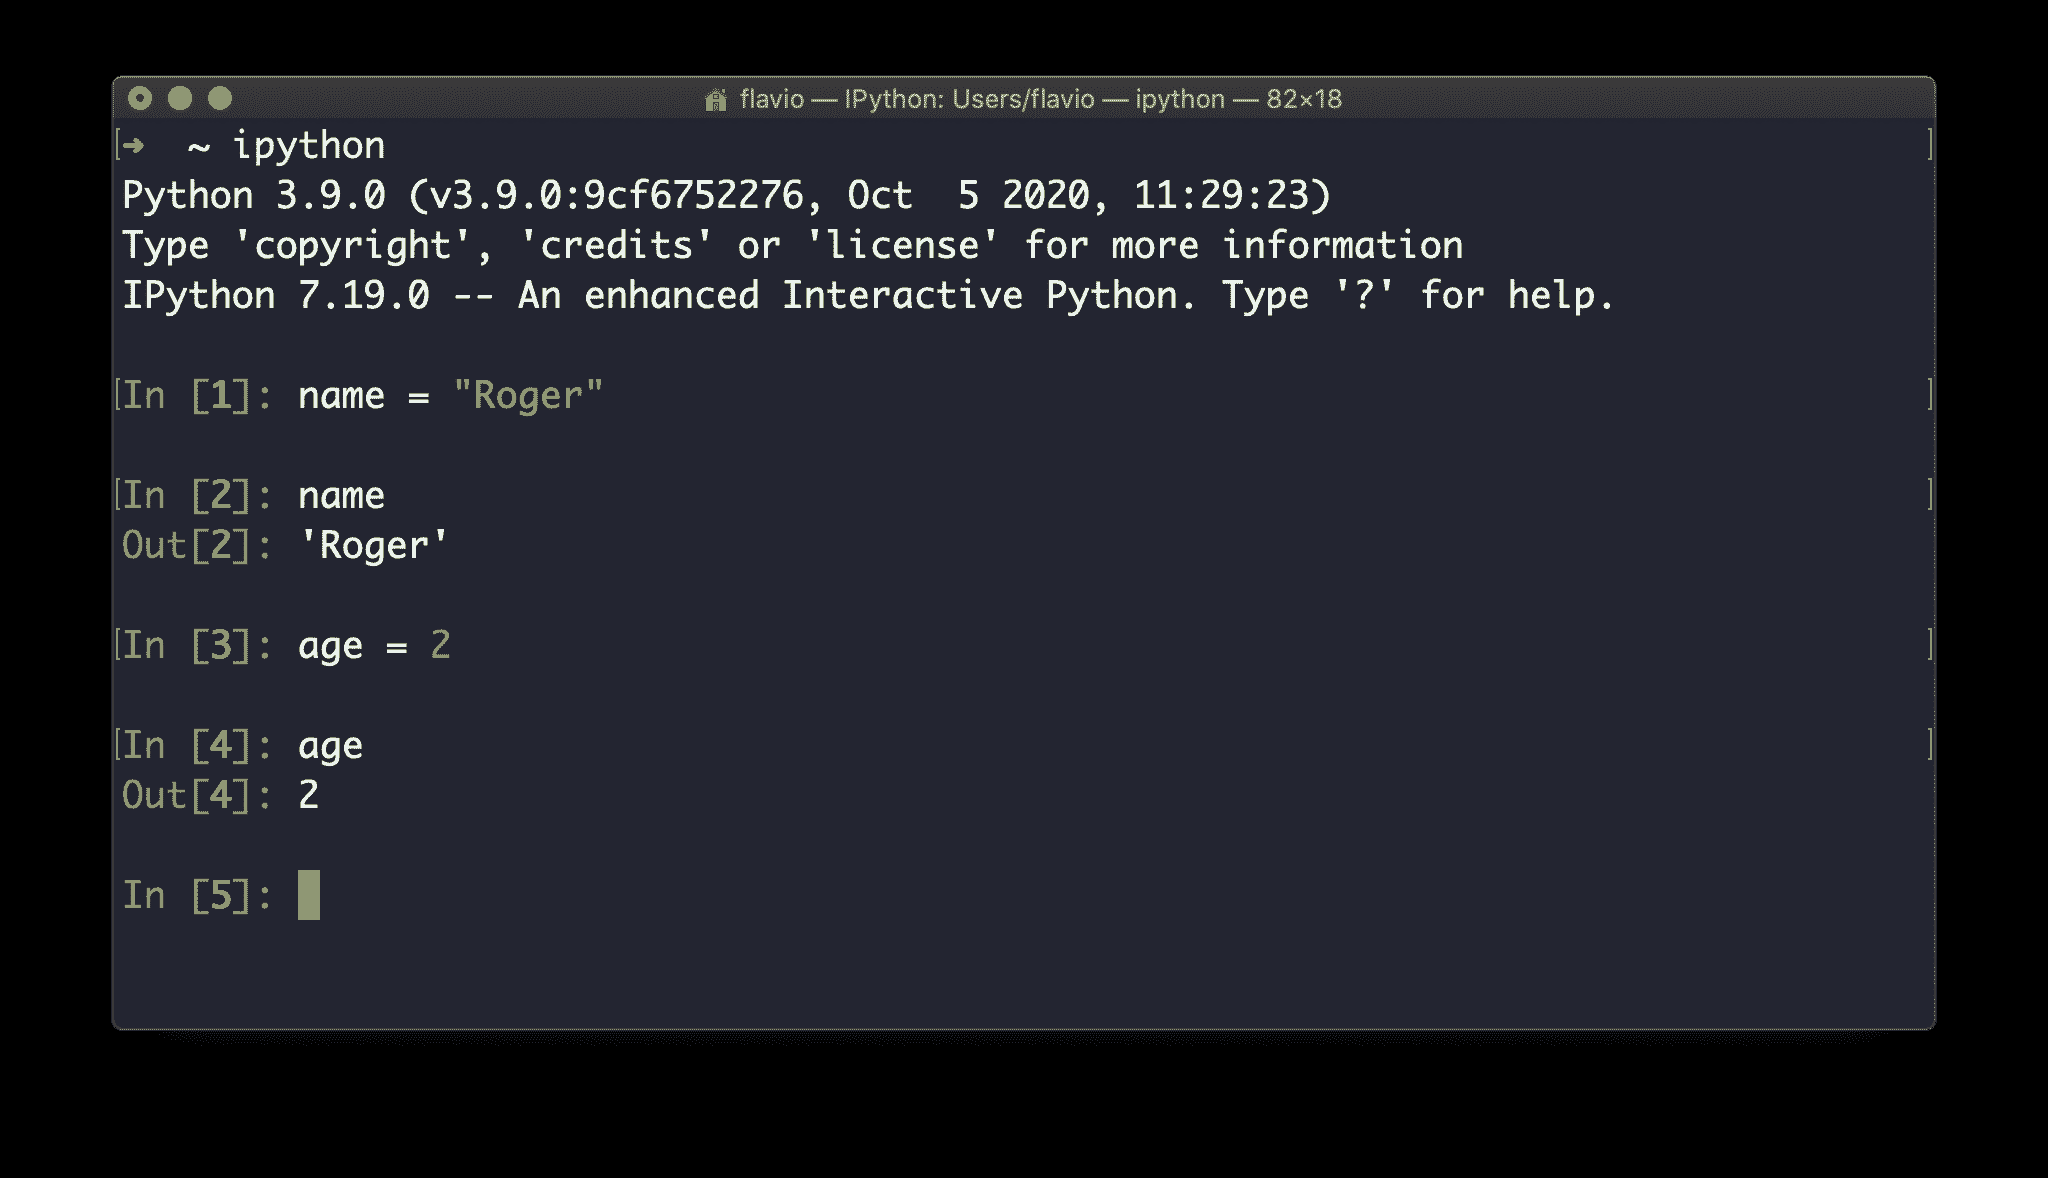 flavio — IPython: Users/flavio — ipython — 82×18
➜  ~ ipython
Python 3.9.0 (v3.9.0:9cf6752276, Oct  5 2020, 11:29:23)
Type 'copyright', 'credits' or 'license' for more information
IPython 7.19.0 -- An enhanced Interactive Python. Type '?' for help.
In [1]: name = "Roger"
In [2]: name
Out[2]: 'Roger'
In [3]: age = 2
In [4]: age
Out[4]: 2
In [5]: